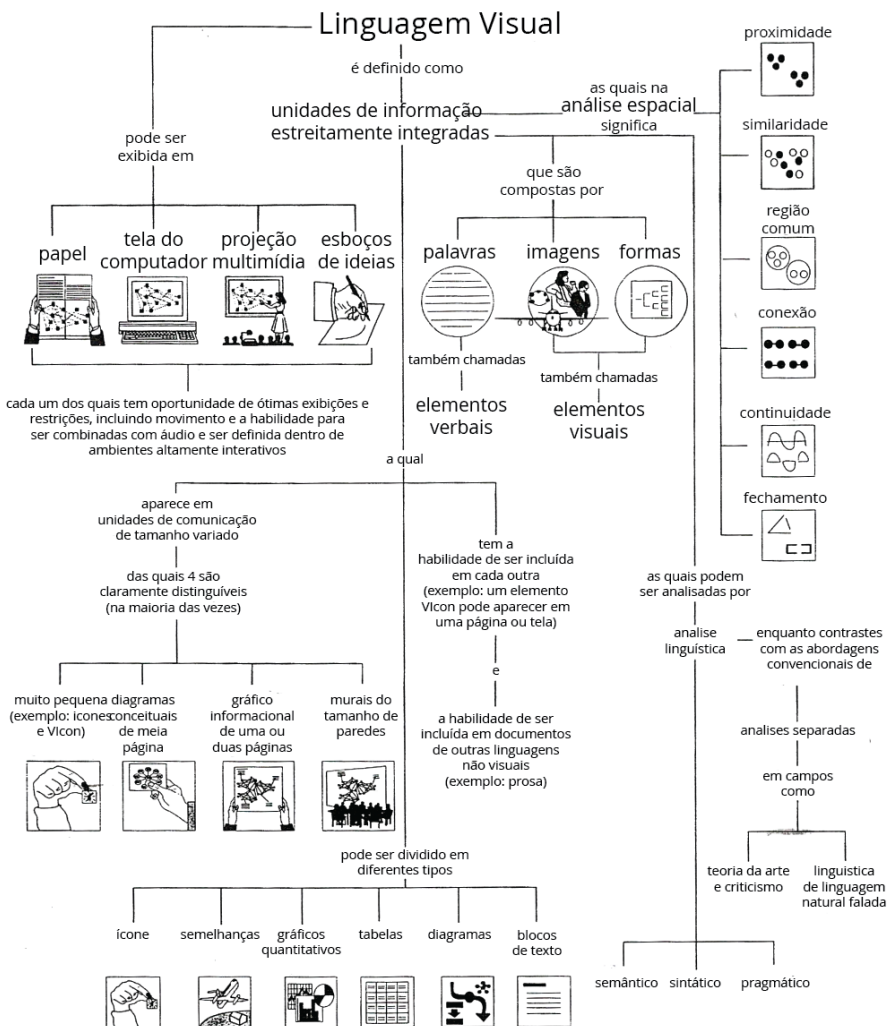 Linguagem Visual
é definido como
unidades de informação
estreitamente integradas
as quais na
análise espacial
significa
proximidade
similaridade
região
comum
conexão
continuidade
fechamento
pode ser
exibida em
papel
tela do
computador
projeção
multimídia
esboços
de ideias
cada um dos quais tem oportunidade de ótimas exibições e
restrições, incluindo movimento e a habilidade para
ser combinadas com áudio e ser definida dentro de
ambientes altamente interativos
que são
compostas por
palavras
imagens
formas
também chamadas
elementos
verbais
também chamadas
elementos
visuais
a qual
aparece em
unidades de comunicação
de tamanho variado
das quais 4 são
claramente distinguíveis
(na maioria das vezes)
muito pequena
(exemplo: icones
e VIcon)
diagramas
conceituais
de meia
página
gráfico
informacional
de uma ou
duas páginas
murais do
tamanho de
paredes
tem a
habilidade de ser incluída
em cada outra
(exemplo: um elemento
VIcon pode aparecer em
uma página ou tela)
e
a habilidade de ser
incluída em documentos
de outras linguagens
não visuais
(exemplo: prosa)
as quais podem
ser analisadas por
analise
linguística
enquanto contrastes
com as abordagens
convencionais de
analises separadas
em campos
como
teoria da arte
e criticismo
linguistica
de linguagem
natural falada
semântico
sintático
pragmático
pode ser dividido em
diferentes tipos
ícone
semelhanças
gráficos
quantitativos
tabelas
diagramas
blocos
de texto